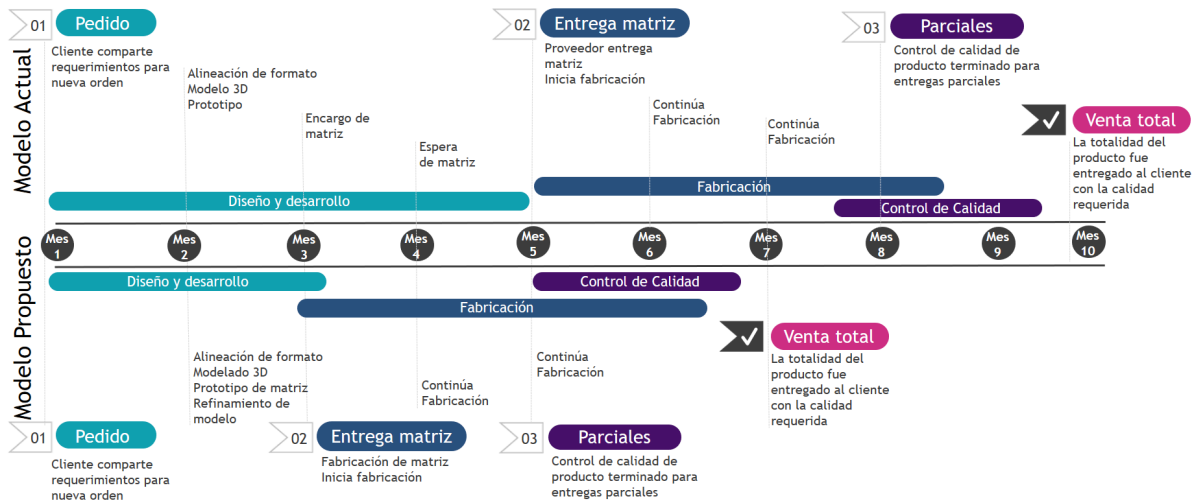 Modelo Actual
01
Pedido
Cliente comparte
requerimientos para
nueva orden
Alineación de formato
Modelo 3D
Prototipo
Encargo de
matriz
Espera
de matriz
02
Entrega matriz
Proveedor entrega
matriz
Inicia fabricación
Continúa
Fabricación
Continúa
Fabricación
03
Parciales
Control de calidad de
producto terminado para
entregas parciales
Venta total
La totalidad del
producto fue
entregado al cliente
con la calidad
requerida
Diseño y desarrollo
Fabricación
Control de Calidad
Mes
1
Mes
2
Mes
3
Mes
4
Mes
5
Mes
6
Mes
7
Mes
8
Mes
9
Mes
10
Modelo Propuesto
Diseño y desarrollo
Control de Calidad
Fabricación
Venta total
La totalidad del
producto fue
entregado al cliente
con la calidad
requerida
Alineación de formato
Modelado 3D
Prototipo de matriz
Refinamiento de
modelo
Continúa
Fabricación
Continúa
Fabricación
01
Pedido
Cliente comparte
requerimientos para
nueva orden
02
Entrega matriz
Fabricación de matriz
Inicia fabricación
03
Parciales
Control de calidad de
producto terminado para
entregas parciales